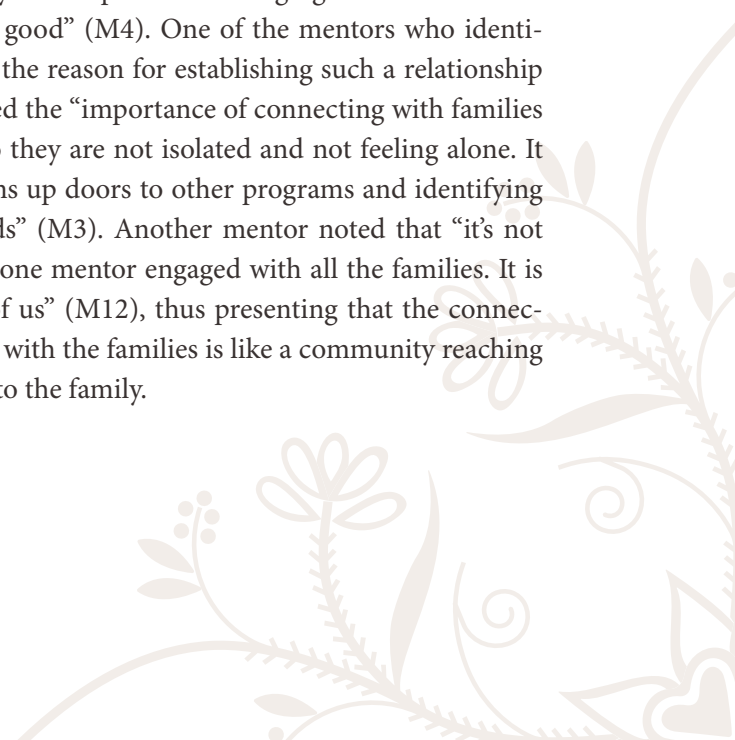 good” (M4). One of the mentors who identi-
the reason for establishing such a relationship
the “importance of connecting with families
they are not isolated and not feeling alone. It
up doors to other programs and identifying
(M3). Another mentor noted that “it’s not
one mentor engaged with all the families. It is
us” (M12), thus presenting that the connec-
with the families is like a community reaching
to the family.